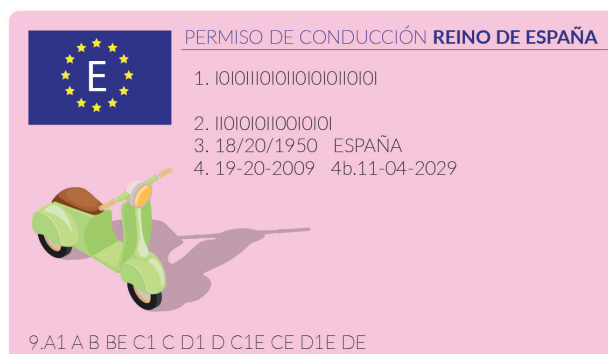 E
PERMISO DE CONDUCCIÓN REINO DE ESPAÑA
1. IOIOIIIOIOIIOIOIOIIOIOI
2. IIOIOIOIIOOIOIOI
3. 18/20/1950 ESPAÑA
4. 19-20-2009 4b.11-04-2029
9.A1 A B BE C1 C D1 D C1E CE D1E DE